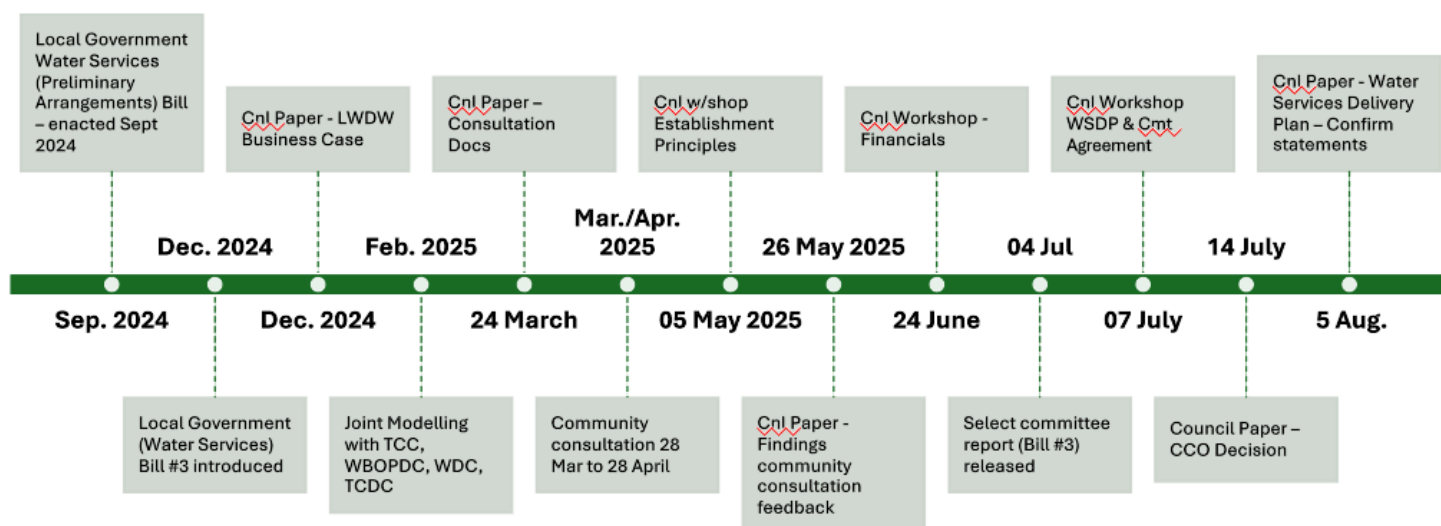 Local Government
Water Services
(Preliminary
Arrangements) Bill
– enacted Sept
2024
Cnl Paper - LWDW
Business Case
Cnl Paper –
Consultation
Docs
Cnl w/shop
Establishment
Principles
Cnl Workshop -
Financials
Cnl Workshop
WSDP & Cmt
Agreement
Cnl Paper - Water
Services Delivery
Plan – Confirm
statements
Dec. 2024
Feb. 2025
Mar./Apr.
2025
26 May 2025
04 Jul
14 July
Sep. 2024
Dec. 2024
24 March
05 May 2025
24 June
07 July
5 Aug.
Local Government
(Water Services)
Bill #3 introduced
Joint Modelling
with TCC,
WBOPDC, WDC,
TCDC
Community
consultation 28
Mar to 28 April
Cnl Paper -
Findings
community
consultation
feedback
Select committee
report (Bill #3)
released
Council Paper –
CCO Decision